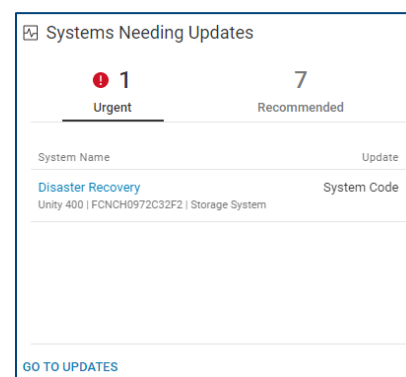 Systems Needing Updates
1 7
Urgent Recommended
System Name Update
Disaster Recovery System Code
Unity 400 | FCNCH0972C32F2 | Storage System
GO TO UPDATES